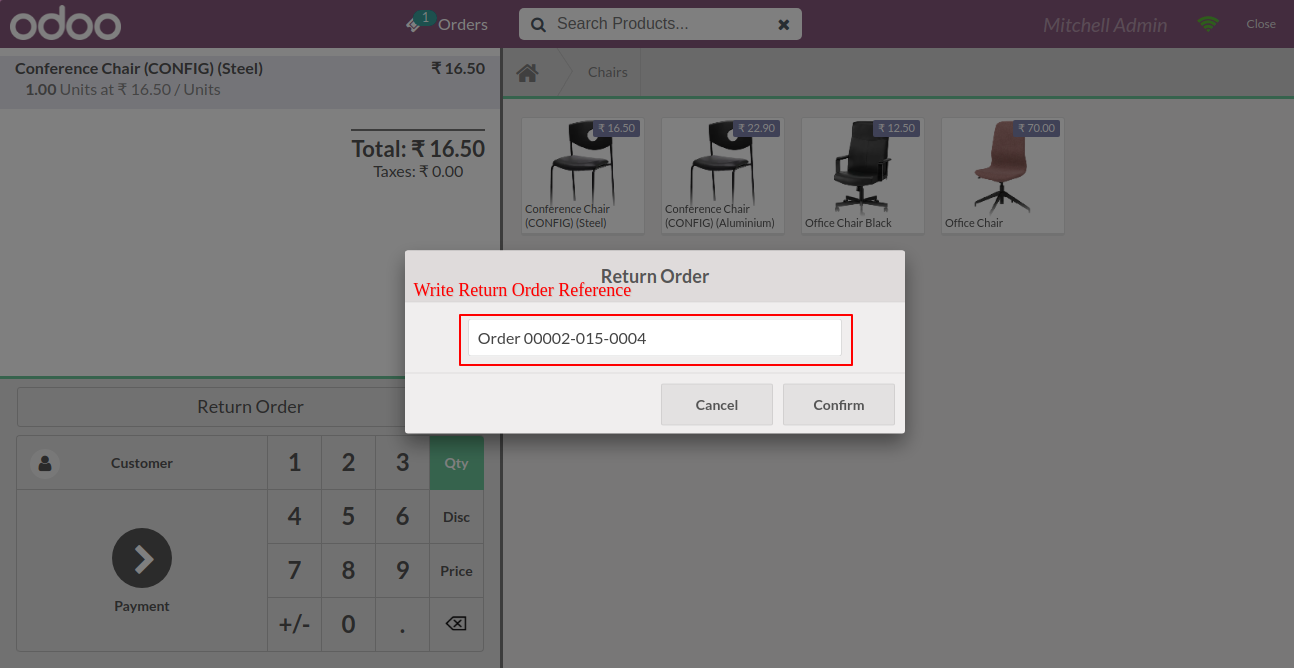 odoo
1
Orders
Search Products...
Mitchell Admin
Close
Conference Chair (CONFIG) (Steel) ₹ 16.50
1.00 Units at ₹ 16.50 / Units
Total: ₹ 16.50
Taxes: ₹ 0.00
Chairs
₹ 16.50
Conference Chair
(CONFIG) (Steel)
₹ 22.90
Conference Chair
(CONFIG) (Aluminium)
₹ 12.50
Office Chair Black
₹ 70.00
Office Chair
Return Order
Write Return Order Reference
Order 00002-015-0004
Cancel
Confirm
Return Order
Customer
Payment
1 2 3 Qty
4 5 6 Disc
7 8 9 Price
+/- 0 .